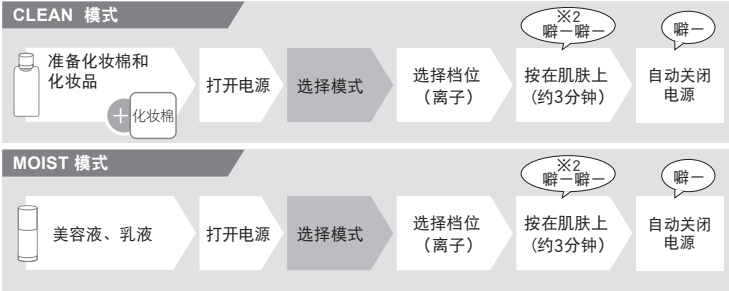 CLEAN 模式
准备化妆棉和
化妆品
化妆棉
打开电源
选择模式
选择档位
（离子）
※2
噼一噼一
按在肌肤上
(约3分钟）
噼一
自动关闭
电源
MOIST 模式
美容液、乳液
打开电源
选择模式
选择档位
（离子）
※2
噼一噼一
按在肌肤上
(约3分钟）
噼一
自动关闭
电源